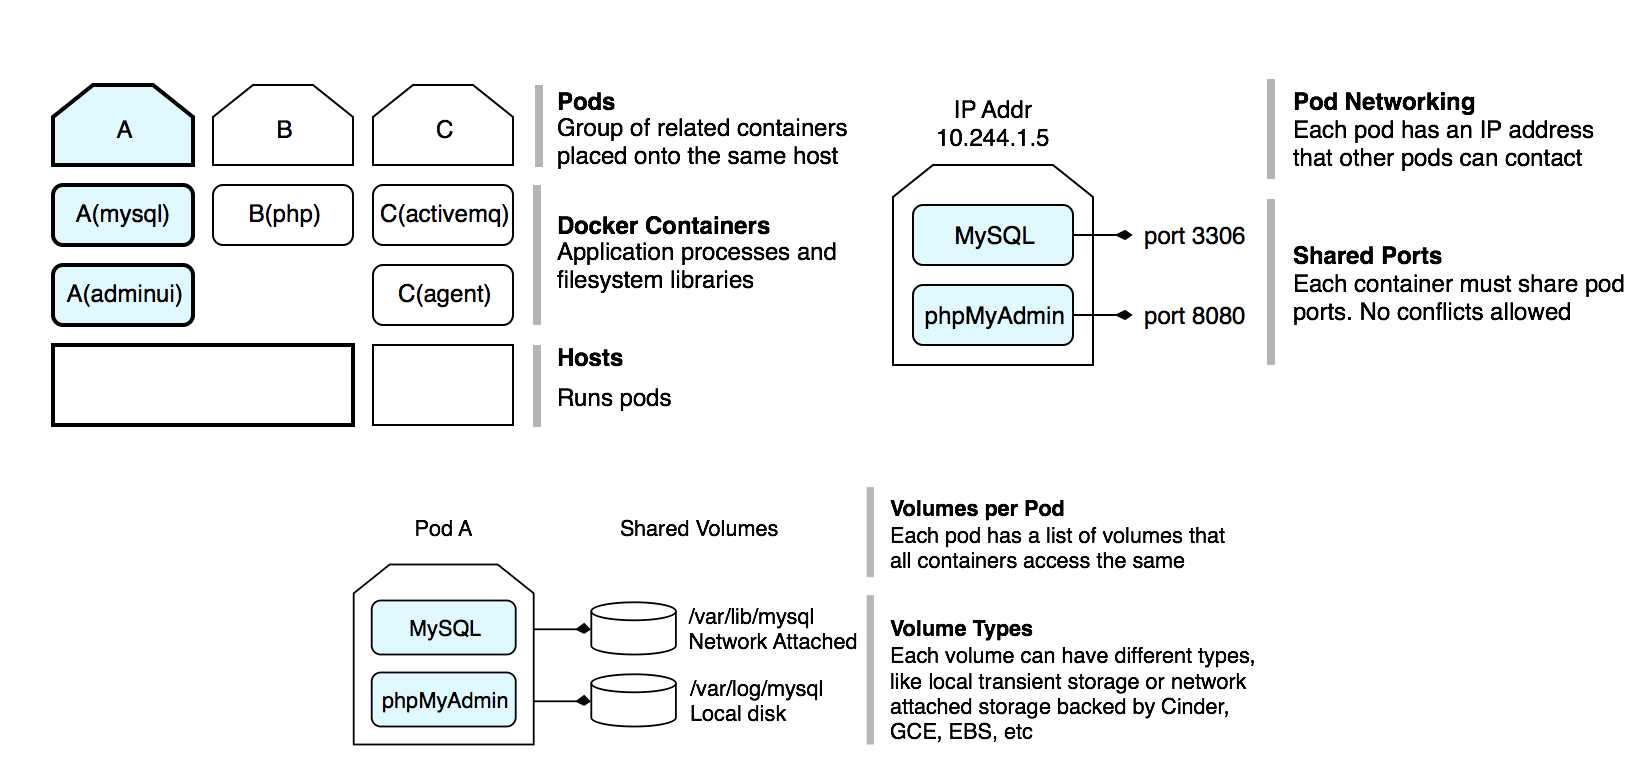 A
B
C
Pods
Group of related containers
placed onto the same host
A(mysql)
B(php)
C(activemq)
A(adminui)
C(agent)
Docker Containers
Application processes and
filesystem libraries
Hosts
Runs pods
IP Addr
10.244.1.5
MySQL
port 3306
phpMyAdmin
port 8080
Pod Networking
Each pod has an IP address
that other pods can contact
Shared Ports
Each container must share pod
ports. No conflicts allowed
Pod A
Shared Volumes
MySQL
/var/lib/mysql
Network Attached
phpMyAdmin
/var/log/mysql
Local disk
Volumes per Pod
Each pod has a list of volumes that
all containers access the same
Volume Types
Each volume can have different types,
like local transient storage or network
attached storage backed by Cinder,
GCE, EBS, etc